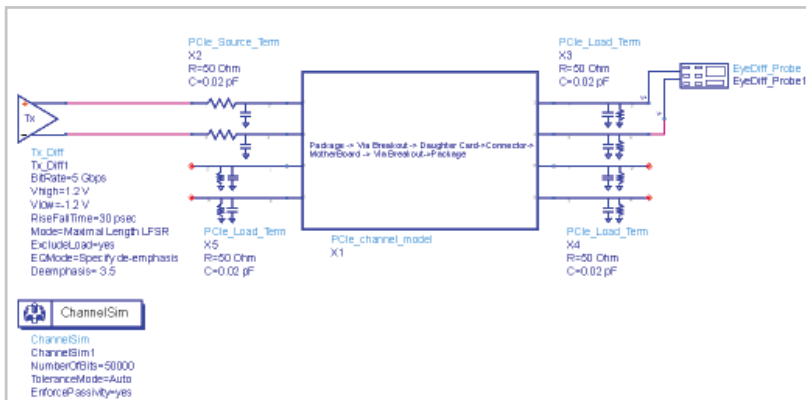 PCIe_Source_Term
X2
R=50 Ohm
C=0.02 pF
PCIe_Load_Term
X3
R=50 Ohm
C=0.02 pF
EyeDiff_Probe
EyeDiff_Probe1
Tx
Package -> Via Breakout -> Daughter Card->Connector->
MotherBoard -> Via Breakout->Package
Tx_Diff
Tx_Diff1
BitRate=5 Gbps
Vhigh=1.2 V
Vlow=-1.2 V
RiseFallTime=30 psec
Mode=Maximal Length LFSR
ExcludeLoad=yes
EQMode=Specify de-emphasis
Deemphasis= 3.5
PCIe_Load_Term
X5
R=50 Ohm
C=0.02 pF
PCIe_channel_model
X1
PCIe_Load_Term
X4
R=50 Ohm
C=0.02 pF
ChannelSim
ChannelSim
ChannelSim1
NumberOfBits=50000
ToleranceMode=Auto
EnforcePassivity=yes